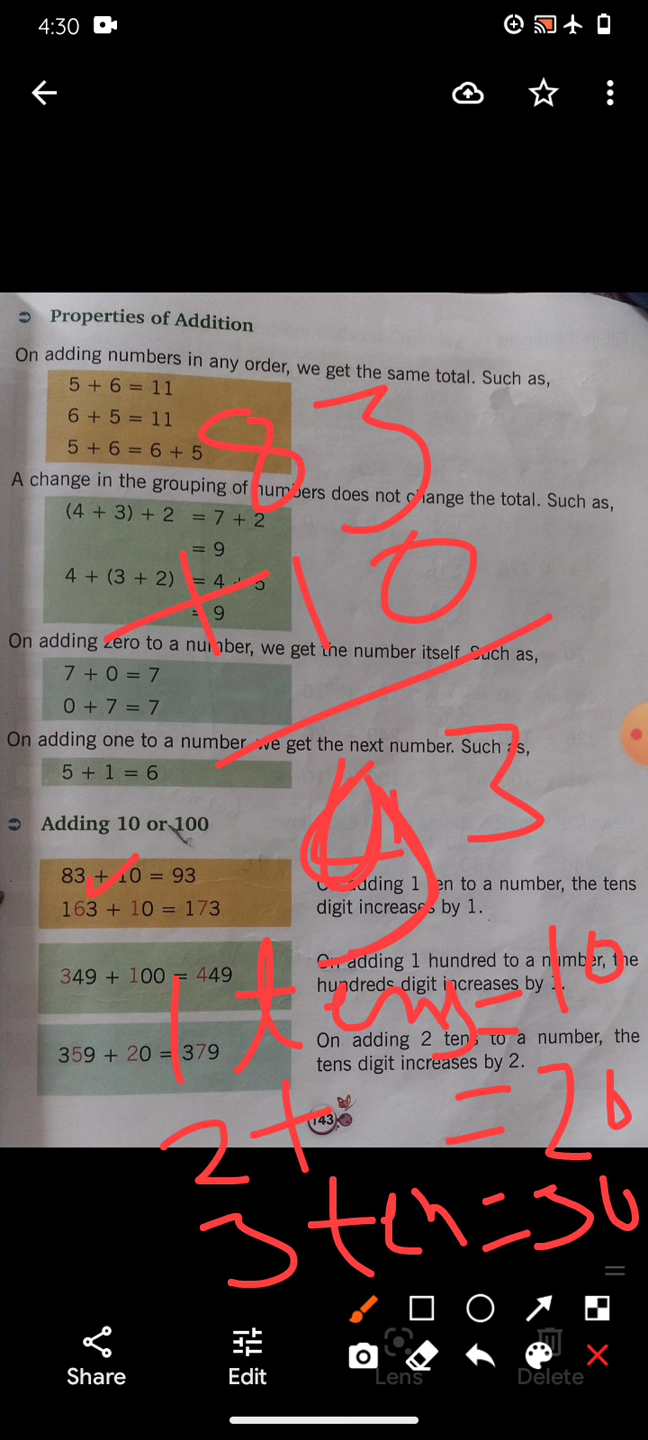 4:30
Properties of Addition
On adding numbers in any order, we get the same total. Such as,
5 + 6 = 11
6 + 5 = 11
5 + 6 = 6 + 5
83
A change in the grouping of numbers does not change the total. Such as,
(4 + 3) + 2 = 7 + 2
= 9
4 + (3 + 2) = 4 + 5
= 9
+ 10
On adding zero to a number, we get the number itself. Such as,
7 + 0 = 7
0 + 7 = 7
On adding one to a number, we get the next number. Such as,
5 + 1 = 6
93
Adding 10 or 100
83 + 10 = 93
163 + 10 = 173
On adding 1 ten to a number, the tens
digit increases by 1.
349 + 100 = 449
On adding 1 hundred to a number, the
hundreds digit increases by 1.
1 ten = 10
359 + 20 = 379
On adding 2 tens to a number, the
tens digit increases by 2.
143
2 t = 20
3 ten = 30
Share
Edit
Lens
Delete